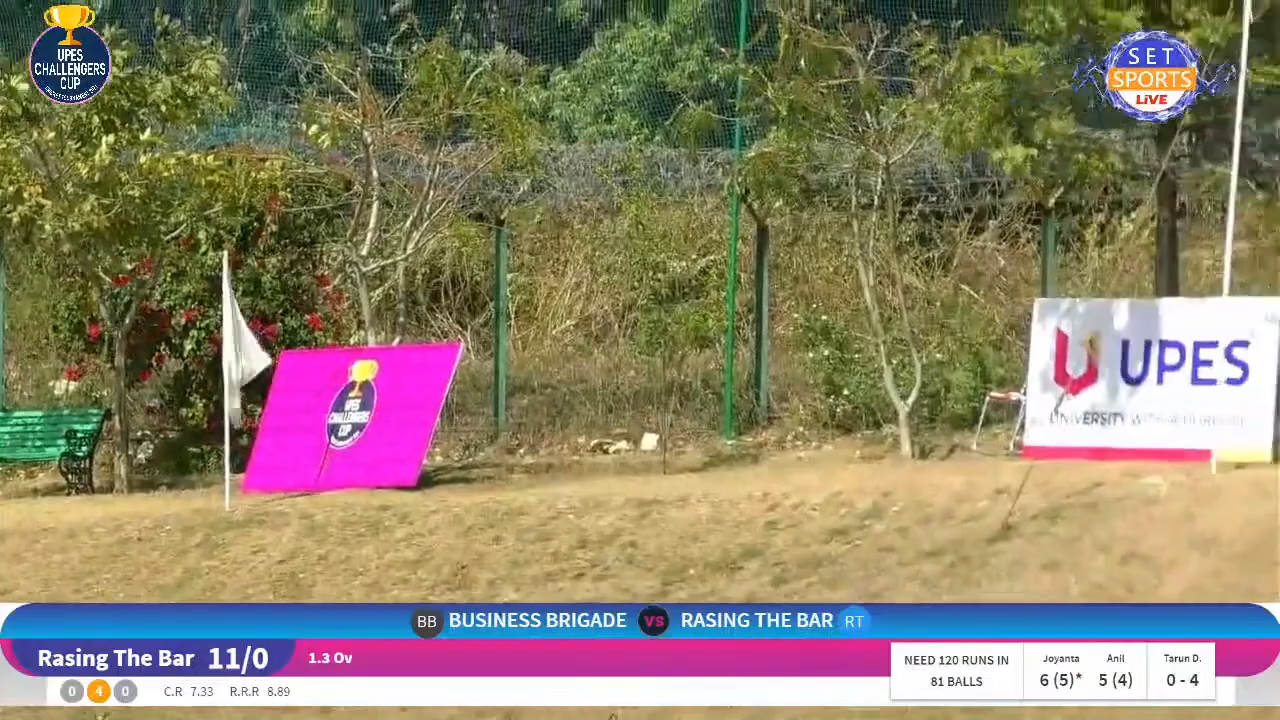 UPES
CHALLENGERS
CUP
SET
SPORTS
LiVE
CHALLENGERS
CUP
UPES
BB BUSINESS BRIGADE VS RASING THE BAR RT
Rasing The Bar 11/0 1.3 Ov
0 4 0 C.R 7.33 R.R.R 8.89
NEED 120 RUNS IN
81 BALLS
Joyanta Anil Tarun D.
6 (5)* 5 (4) 0 - 4